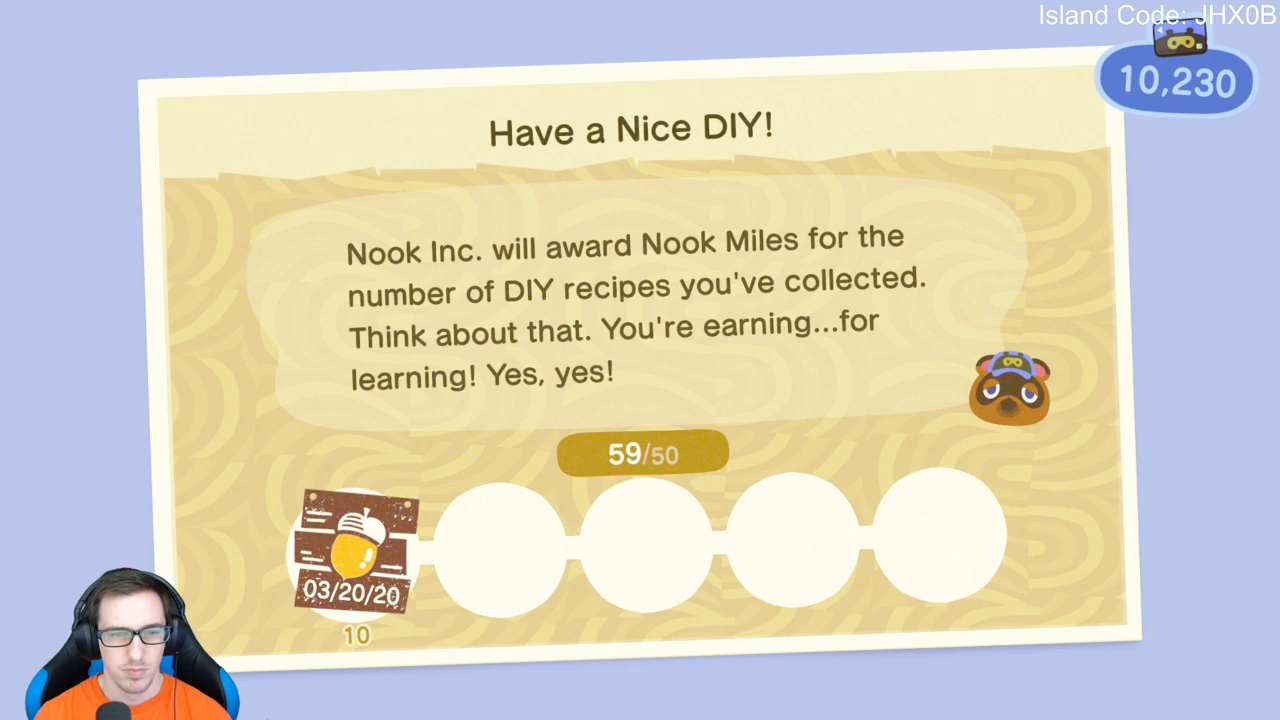 Island Code: JHX0B
10,230
Have a Nice DIY!
Nook Inc. will award Nook Miles for the
number of DIY recipes you've collected.
Think about that. You're earning...for
learning! Yes, yes!
59/50
03/20/20
10